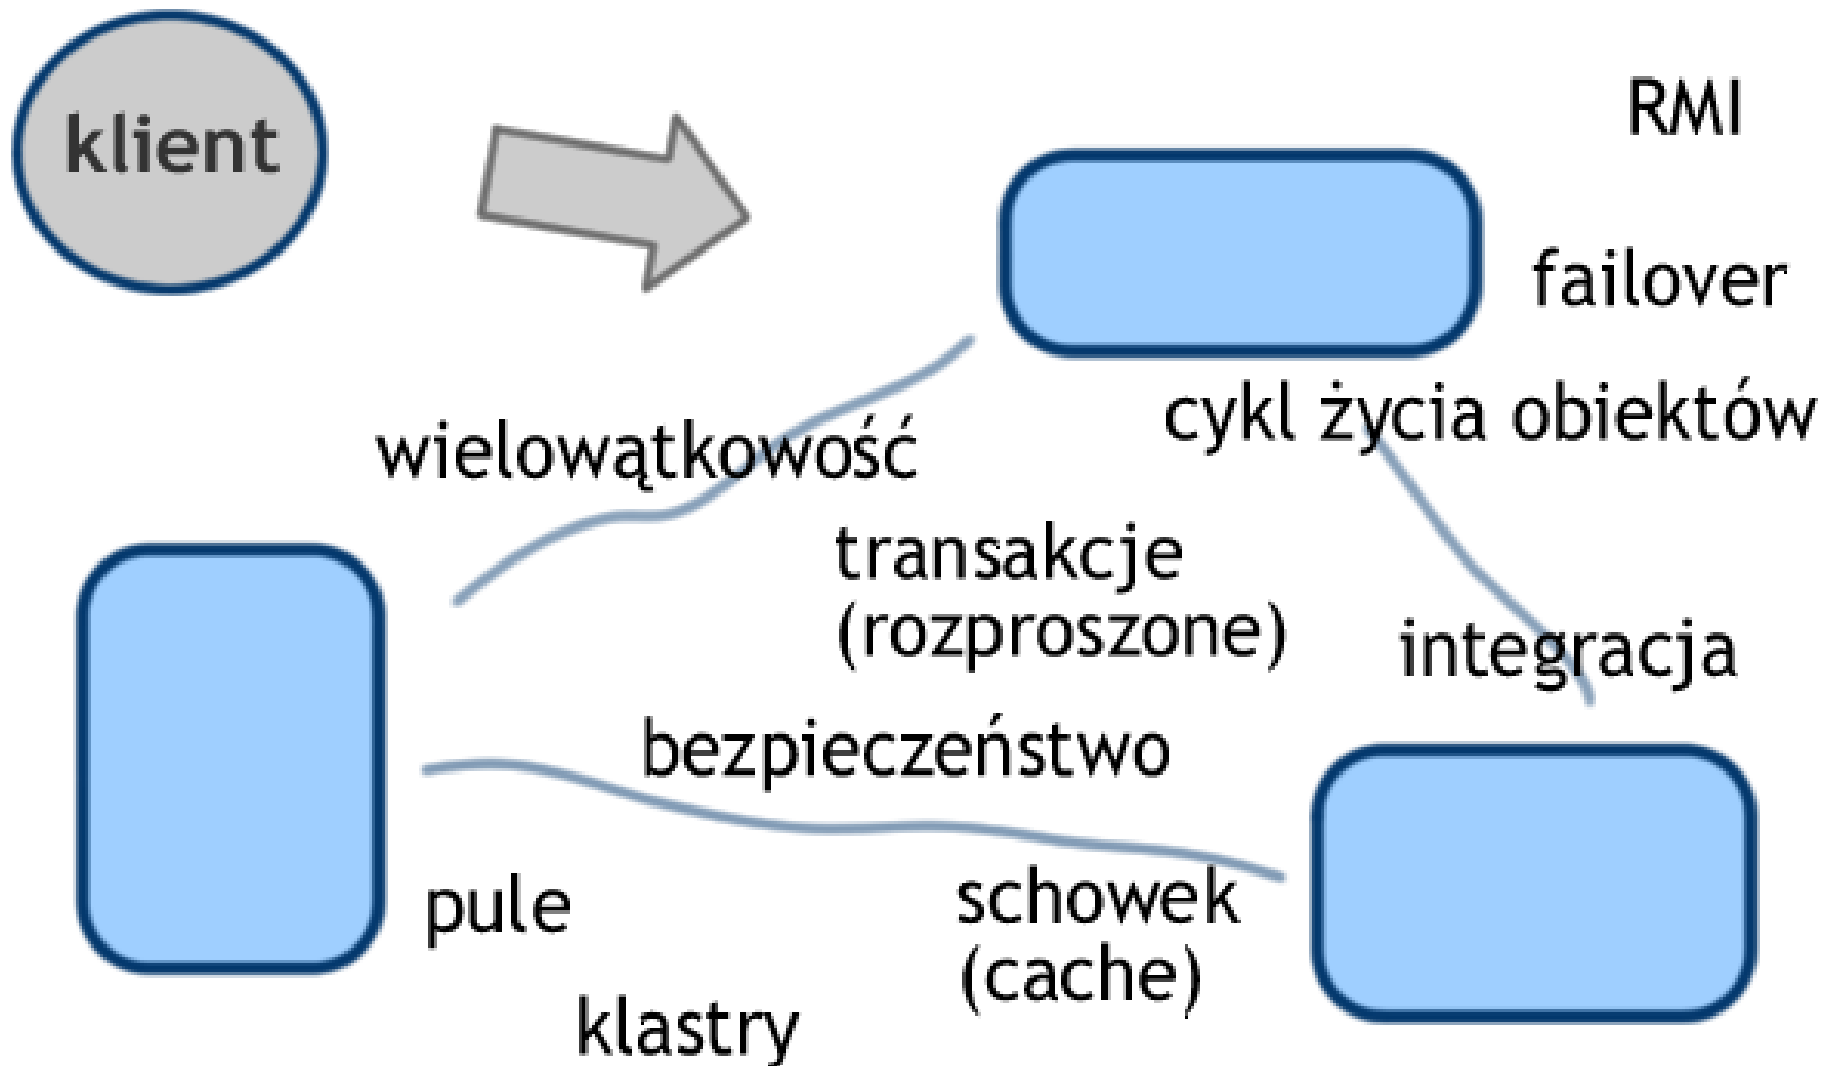 klient
RMI
failover
cykl życia obiektów
wielowątkowość
transakcje
(rozproszone)
integracja
bezpieczeństwo
pule
schowek
(cache)
klastry